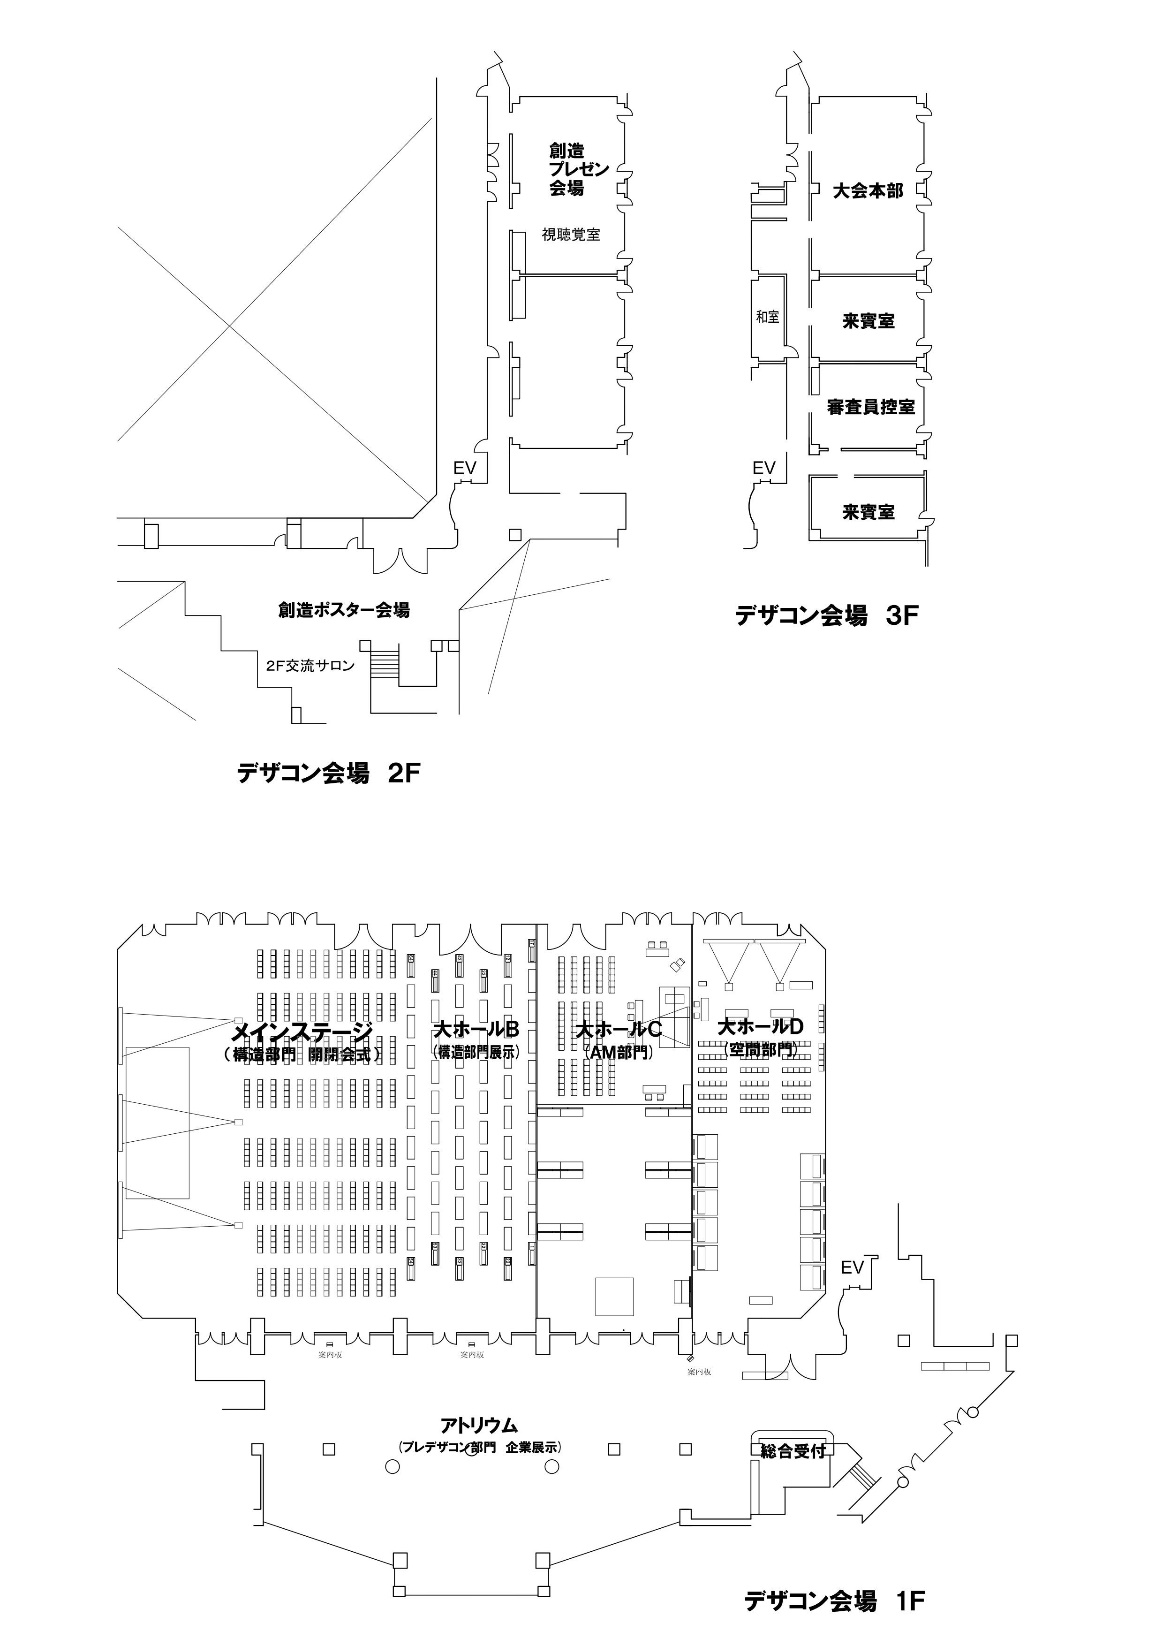 創造
プレゼン
会場
視聴覚室
EV
創造ポスター会場
2F交流サロン
デザコン会場 2F
大会本部
和室
来賓室
審査員控室
EV
来賓室
デザコン会場 3F
メインステージ
(構造部門 開閉会式)
大ホールB
(構造部門展示)
大ホールC
(AM部門)
大ホールD
(空間部門)
EV
案内板
案内板
案内板
アトリウム
(プレデザコン部門 企業展示)
総合受付
デザコン会場 1F